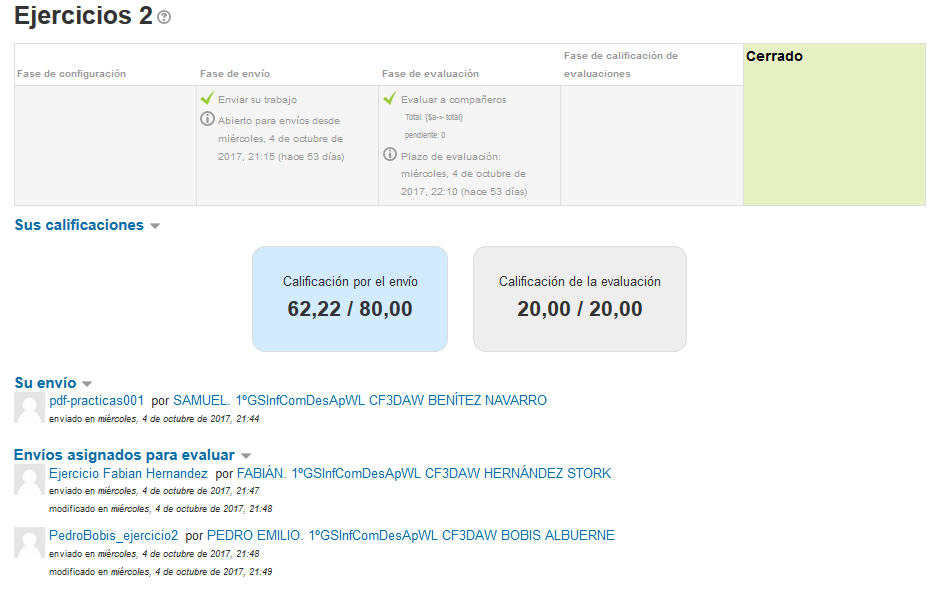 Ejercicios 2
Fase de configuración
Fase de envío
Fase de evaluación
Fase de calificación de
evaluaciones
Cerrado
Enviar su trabajo
Abierto para envíos desde
miércoles, 4 de octubre de
2017, 21:15 (hace 53 días)
Evaluar a compañeros
Total: {$a-> total}
pendiente: 0
Plazo de evaluación:
miércoles, 4 de octubre de
2017, 22:10 (hace 53 días)
Sus calificaciones
Calificación por el envío
62,22 / 80,00
Calificación de la evaluación
20,00 / 20,00
Su envío
pdf-practicas001 por SAMUEL. 1ºGSInfComDesApWL CF3DAW BENÍTEZ NAVARRO
enviado en miércoles, 4 de octubre de 2017, 21:44
Envíos asignados para evaluar
Ejercicio Fabian Hernandez por FABIÁN. 1ºGSInfComDesApWL CF3DAW HERNÁNDEZ STORK
enviado en miércoles, 4 de octubre de 2017, 21:47
modificado en miércoles, 4 de octubre de 2017, 21:48
PedroBobis_ejercicio2 por PEDRO EMILIO. 1ºGSInfComDesApWL CF3DAW BOBIS ALBUERNE
enviado en miércoles, 4 de octubre de 2017, 21:48
modificado en miércoles, 4 de octubre de 2017, 21:49